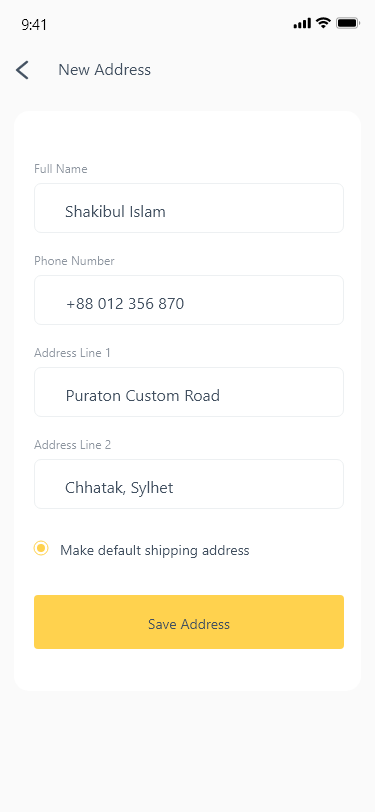 9:41
New Address
Full Name
Shakibul Islam
Phone Number
+88 012 356 870
Address Line 1
Puraton Custom Road
Address Line 2
Chhatak, Sylhet
Make default shipping address
Save Address